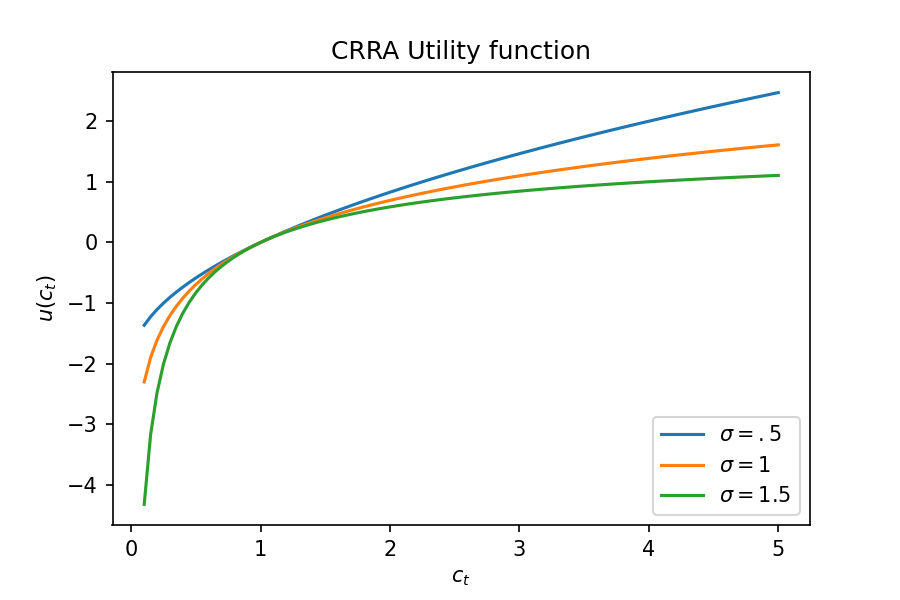 CRRA Utility function
2
1
0
−1
−2
−3
−4
u(c_t)
σ = .5
σ = 1
σ = 1.5
0 1 2 3 4 5
c_t